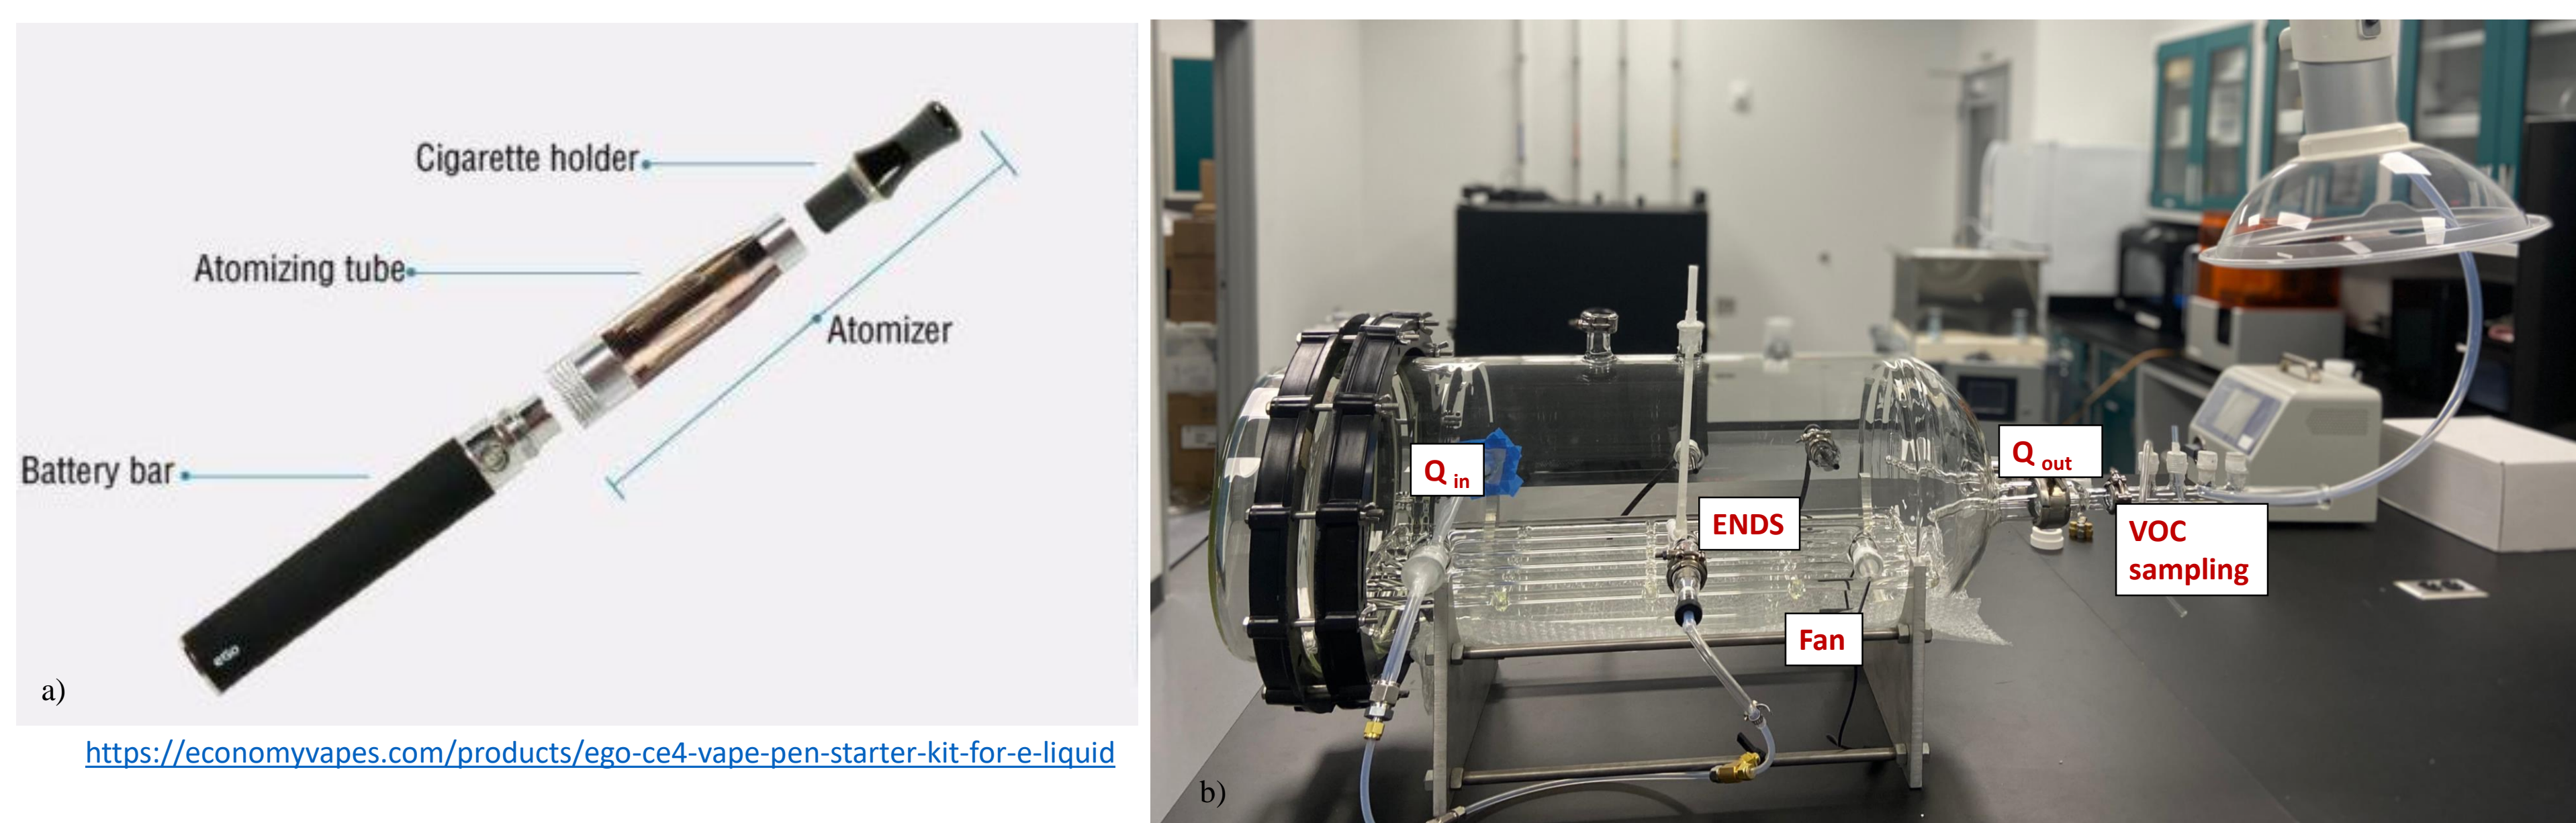 Cigarette holder
Atomizing tube
Atomizer
Battery bar
eGo
a)
https://economyvapes.com/products/ego-ce4-vape-pen-starter-kit-for-e-liquid
Q in
Q out
ENDS
VOC
sampling
Fan
b)